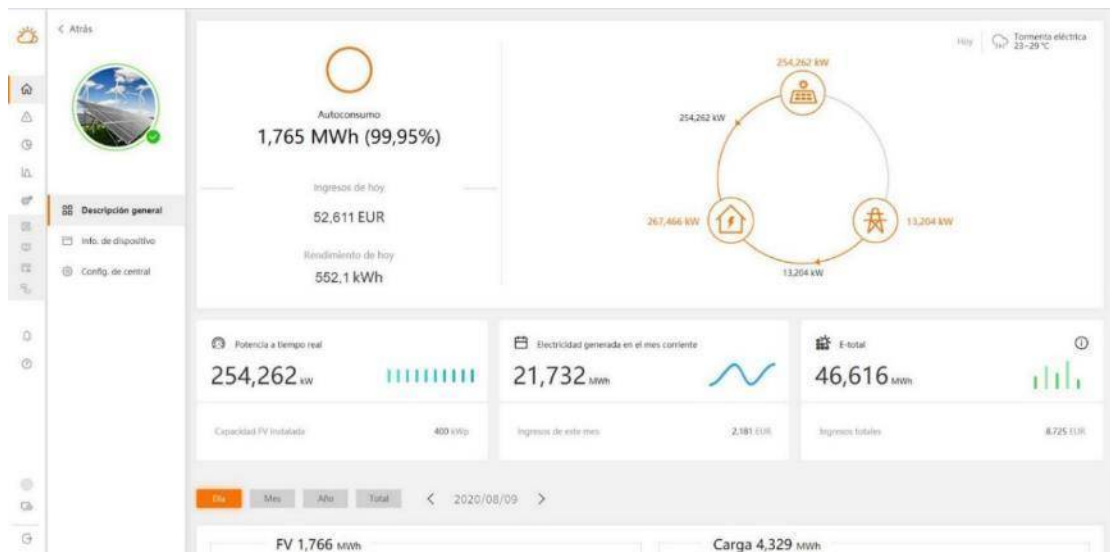 Atrás
Descripción general
Info. de dispositivo
Config. de central
Autoconsumo
1,765 MWh (99,95%)
Ingresos de hoy
52,611 EUR
Rendimiento de hoy
552,1 kWh
Hoy
Tormenta eléctrica
23~29 °C
254,262 kW
254,262 kW
267,466 kW
13,204 kW
13,204 kW
Potencia a tiempo real
254,262 kW
Capacidad FV instalada 400 kWp
Electricidad generada en el mes corriente
21,732 MWh
Ingresos de este mes 2,181 EUR
E-total
46,616 MWh
Ingresos totales 8,725 EUR
Día Mes Año Total 2020/08/09
FV 1,766 MWh
Carga 4,329 MWh